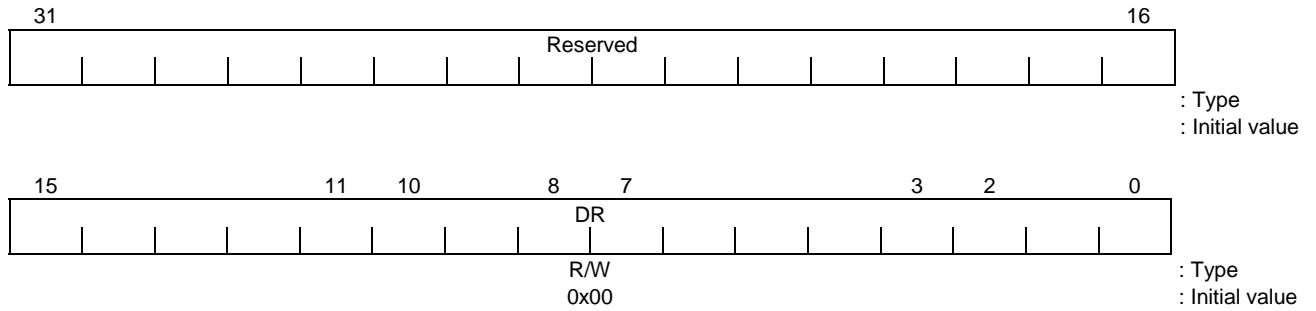 31 16
Reserved
: Type
: Initial value
15 11 10 8 7 3 2 0
DR
R/W : Type
0x00 : Initial value